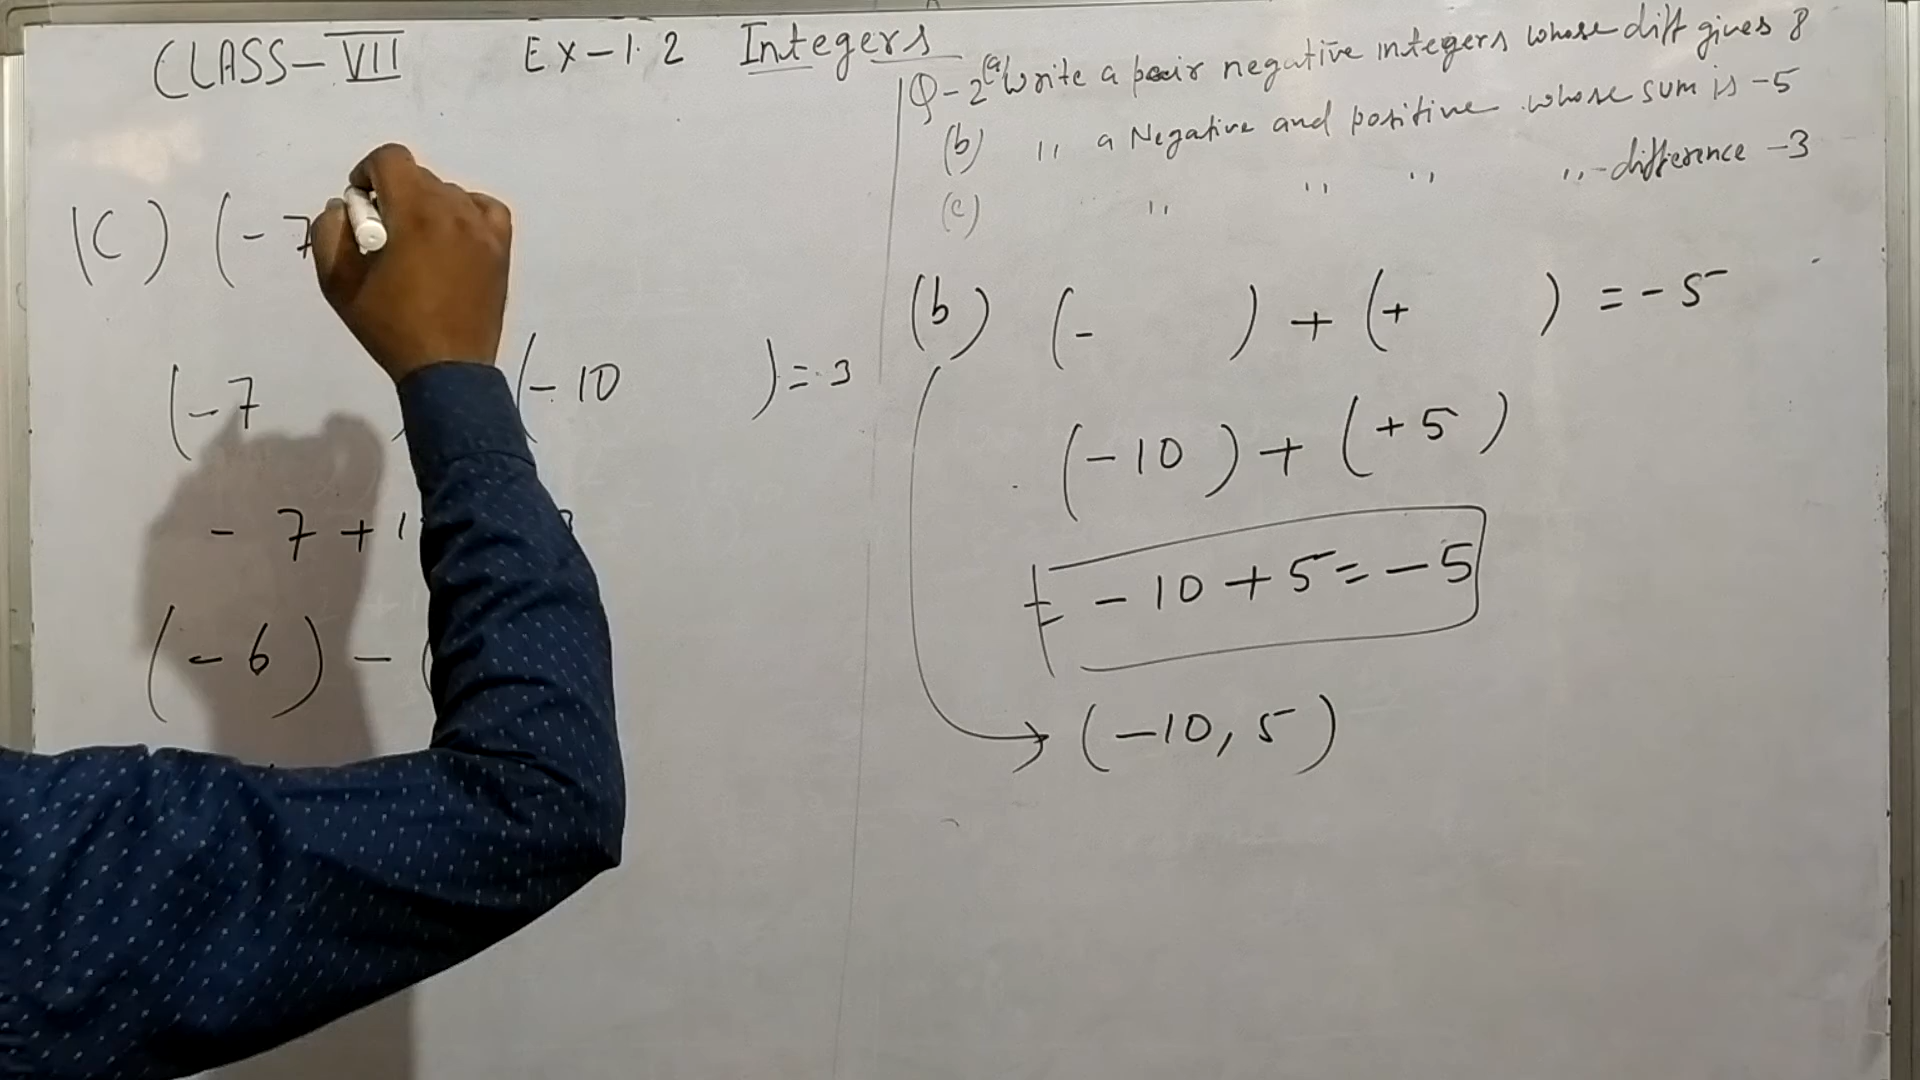 CLASS-VII Ex-1.2 Integers
Q-2(a) Write a pair negative integers whose diff gives 8
(b) ,, a Negative and positive whose sum is -5
(c) ,, ,, ,, ,, -difference -3
(C) (-7
(-7 ) (-10 ) = 3
- 7 + 1
(-6) - (
(b) (- ) + (+ ) = -5
(-10) + (+5)
= -10 + 5 = -5
(-10, 5)